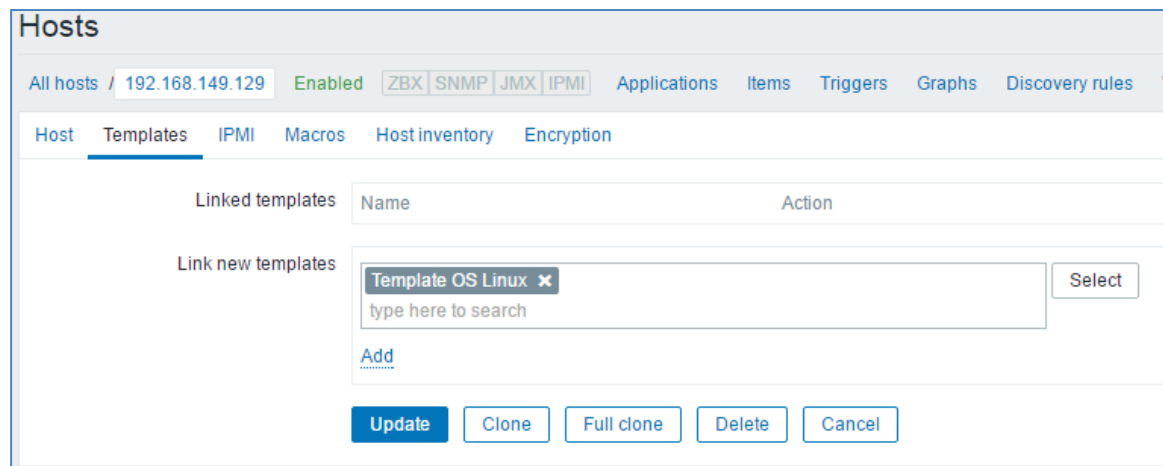 Hosts
All hosts / 192.168.149.129 Enabled ZBX SNMP JMX IPMI Applications Items Triggers Graphs Discovery rules
Host Templates IPMI Macros Host inventory Encryption
Linked templates Name Action
Link new templates
Template OS Linux ×
Select
type here to search
Add
Update Clone Full clone Delete Cancel